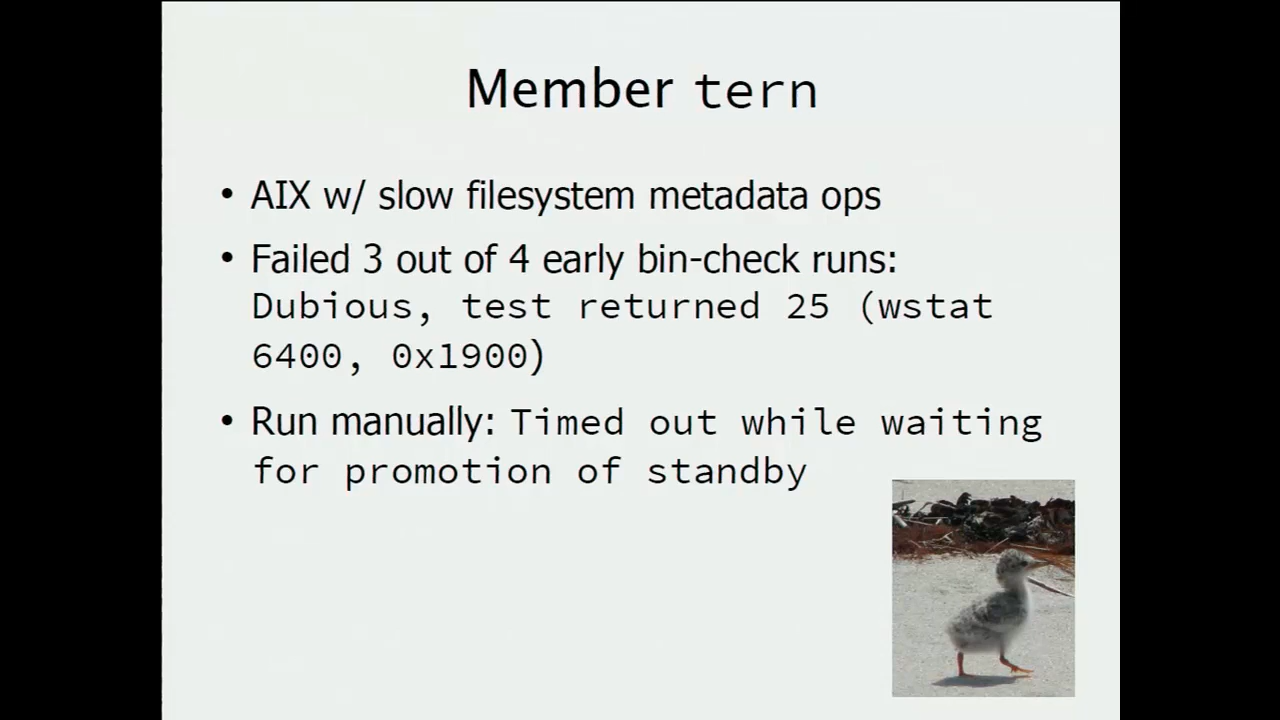 Member tern
• AIX w/ slow filesystem metadata ops
• Failed 3 out of 4 early bin-check runs:
Dubious, test returned 25 (wstat
6400, 0x1900)
• Run manually: Timed out while waiting
for promotion of standby